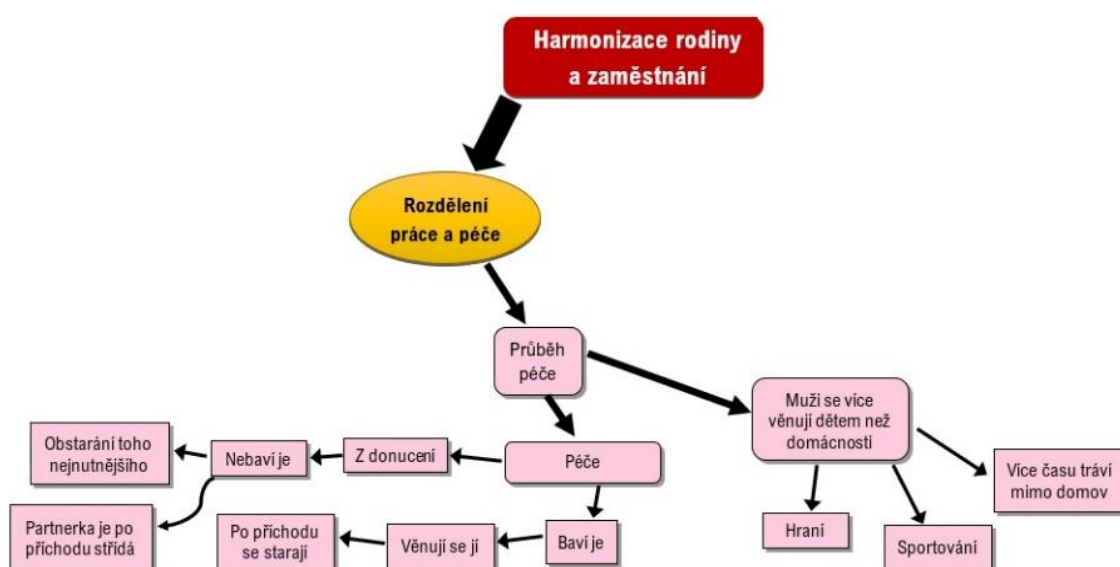 Harmonizace rodiny
a zaměstnání
Rozdělení
práce a péče
Průběh
péče
Muži se více
věnují dětem než
domácnosti
Obstarání toho
nejnutnějšího
Nebaví je
Z donucení
Péče
Více času tráví
mimo domov
Partnerka je po
příchodu střídá
Po příchodu
se starají
Věnují se jí
Baví je
Hraní
Sportování